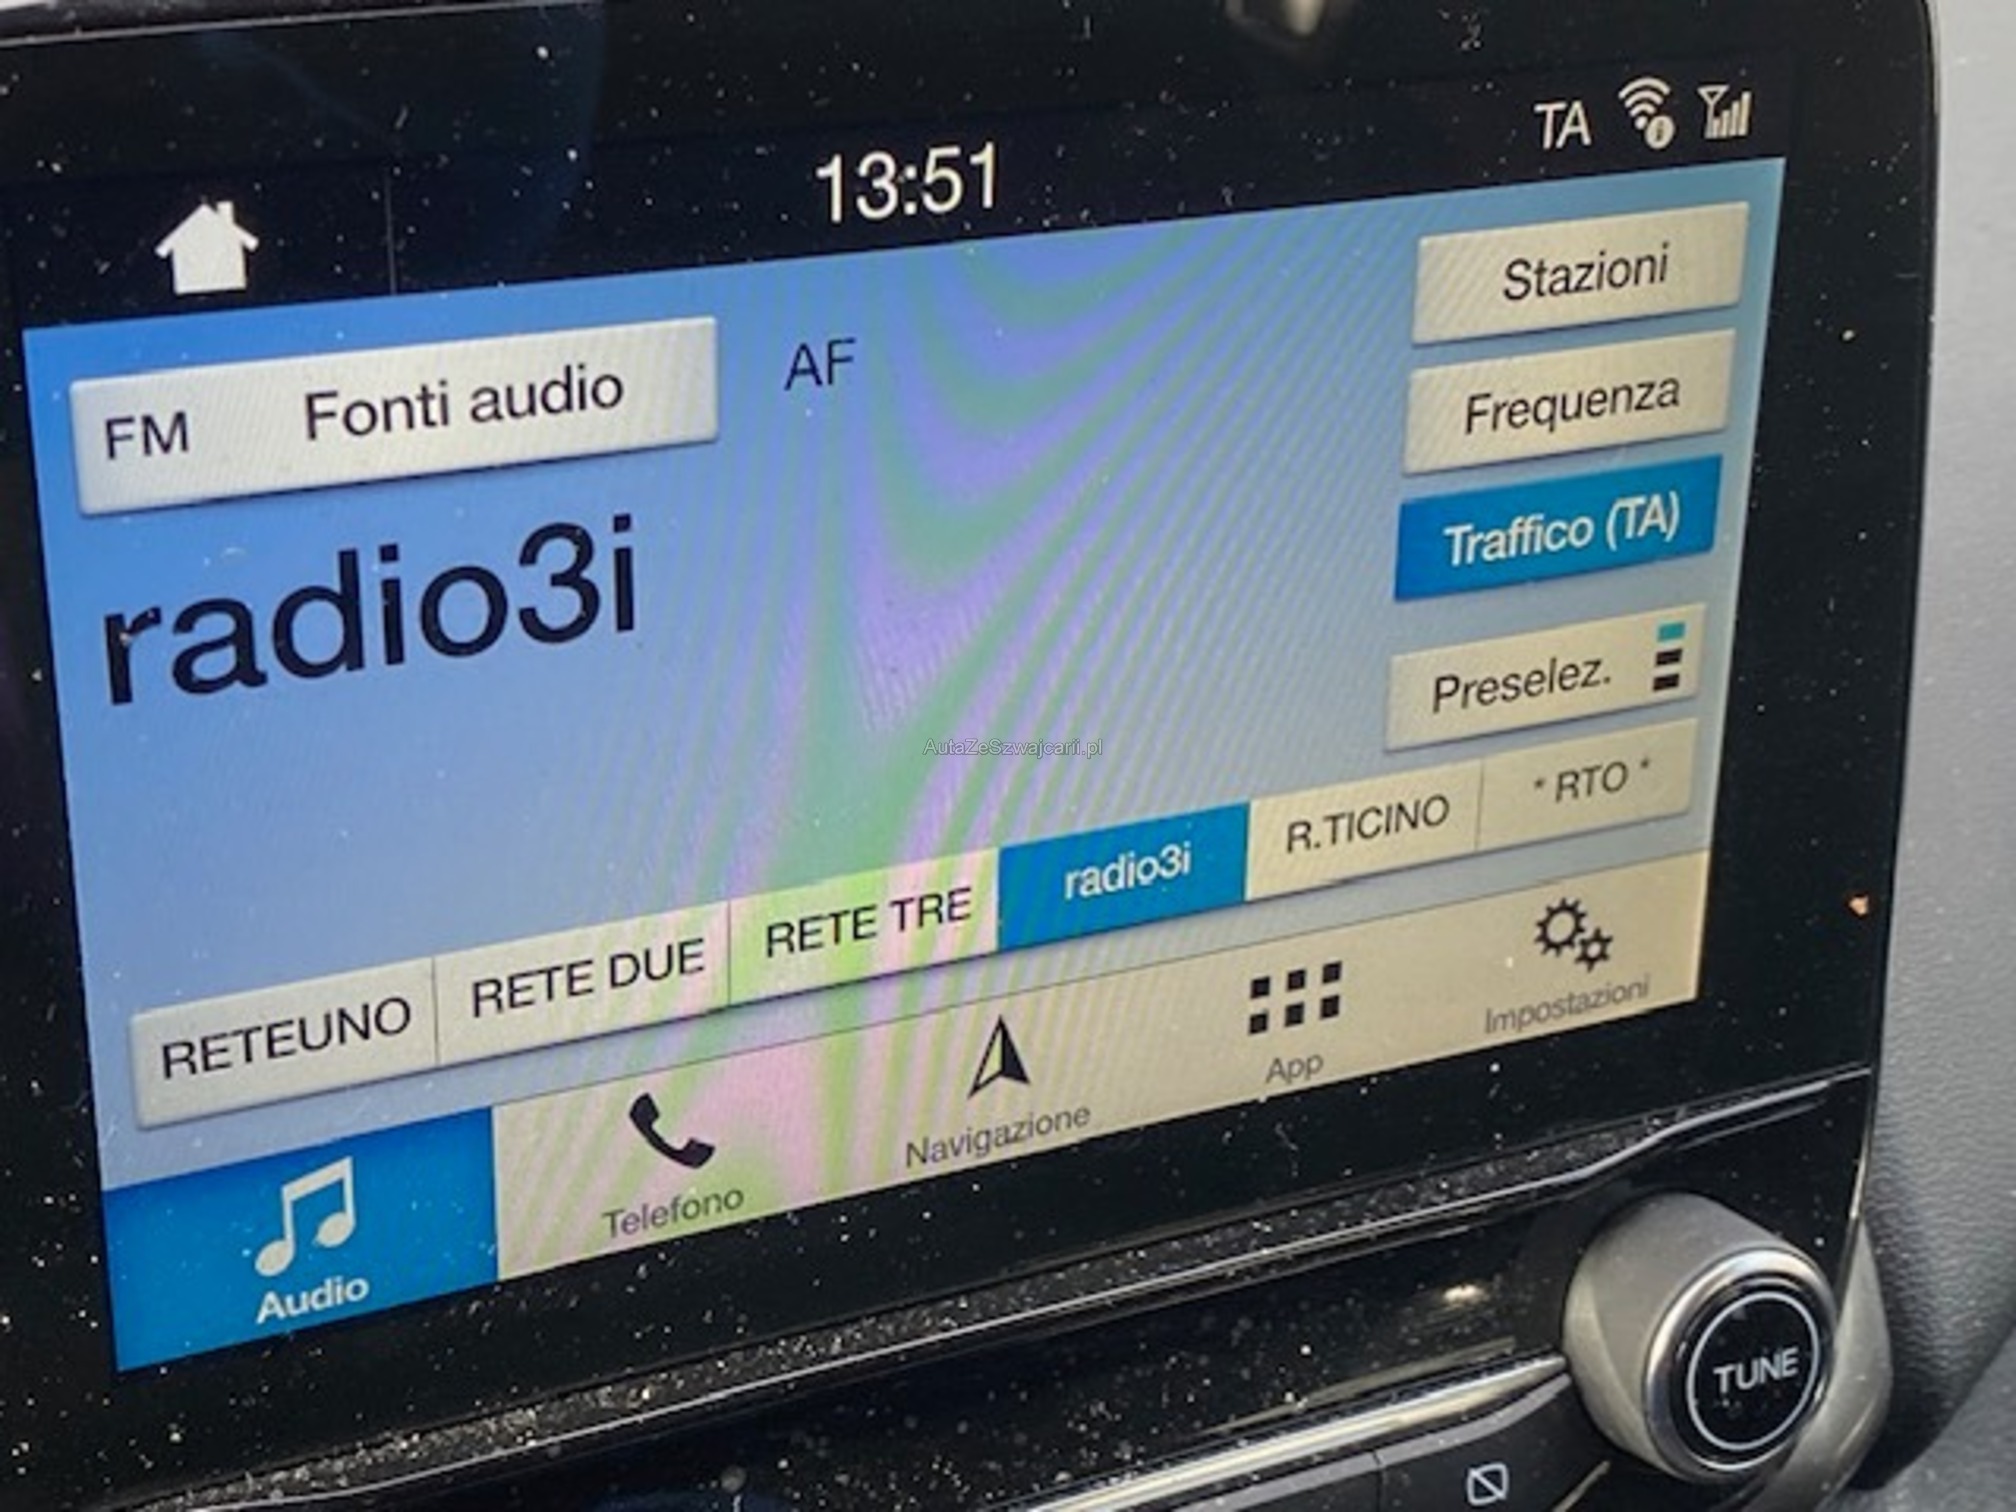 13:51
TA
FM Fonti audio
AF
Stazioni
Frequenza
Traffico (TA)
Preselez.
radio3i
AutaZeSzwajcarii.pl
RETEUNO
RETE DUE
RETE TRE
radio3i
R.TICINO
* RTO *
Audio
Telefono
Navigazione
App
Impostazioni
TUNE